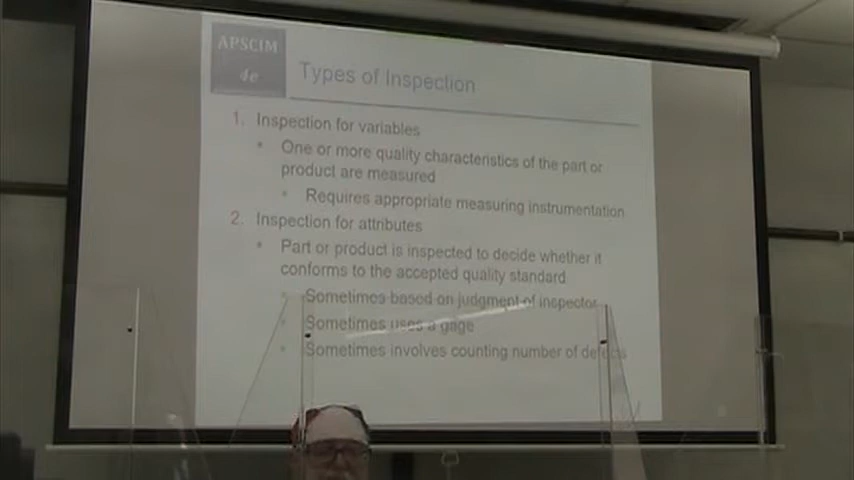 APSCIM
4e
Types of Inspection
1. Inspection for variables
One or more quality characteristics of the part or
product are measured
Requires appropriate measuring instrumentation
2. Inspection for attributes
Part or product is inspected to decide whether it
conforms to the accepted quality standard
Sometimes based on judgment of inspector
Sometimes uses a gage
Sometimes involves counting number of defects